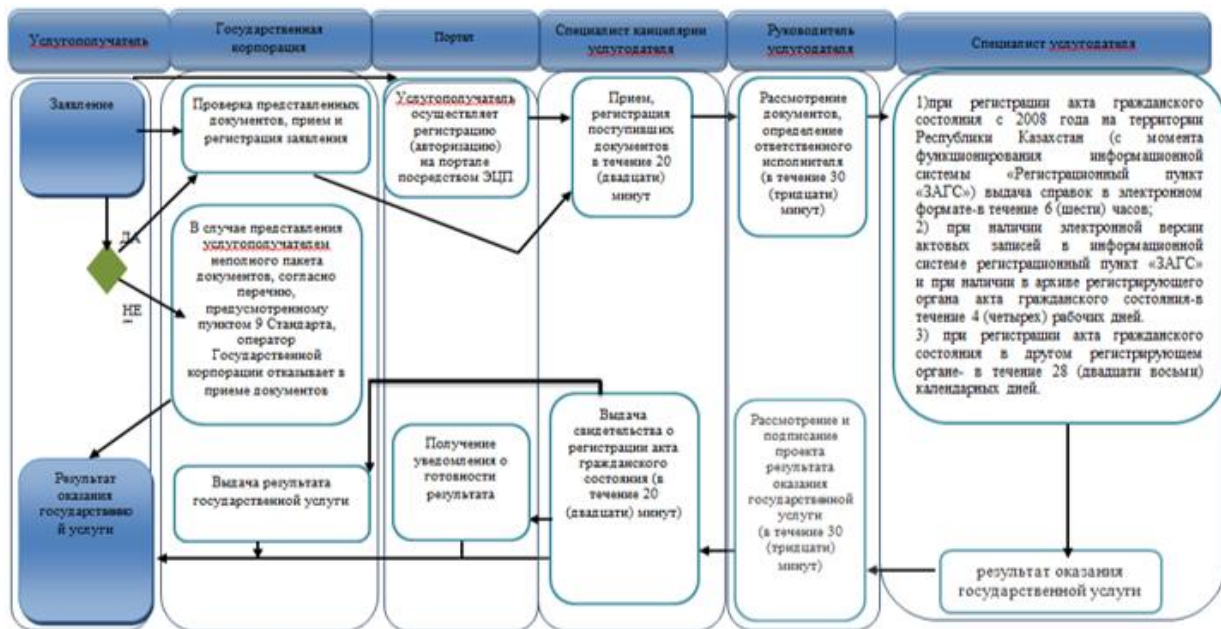 Услугополучатель
Государственная
корпорация
Портал
Специалист канцелярии
услугодателя
Руководитель
услугодателя
Специалист услугодателя
Заявление
ДА
НЕ
Проверка представленных
документов, прием и
регистрация заявления
В случае представления
услугополучателем
неполного пакета
документов, согласно
перечню,
предусмотренному
пунктом 9 Стандарта,
оператор
Государственной
корпорации отказывает в
приеме документов
Услугополучатель
осуществляет
регистрацию
(авторизацию)
на портале
посредством ЭЦП
Прием,
регистрация
поступивших
документов
в течение 20
(двадцати)
минут
Рассмотрение
документов,
определение
ответственного
исполнителя
(в течение 30
(тридцати)
минут)
1)при регистрации акта гражданского
состояния с 2008 года на территории
Республики Казахстан (с момента
функционирования информационной
системы «Регистрационный пункт
«ЗАГС») выдача справок в электронном
формате-в течение 6 (шести) часов;
2) при наличии электронной версии
актовых записей в информационной
системе регистрационный пункт «ЗАГС»
и при наличии в архиве регистрирующего
органа акта гражданского состояния-в
течение 4 (четырех) рабочих дней.
3) при регистрации акта гражданского
состояния в другом регистрирующем
органе- в течение 28 (двадцати восьми)
календарных дней.
Результат
оказания
государственно
й услуги
Выдача результата
государственной услуги
Получение
уведомления о
готовности
результата
Выдача
свидетельства о
регистрации акта
гражданского
состояния (в
течение 20
(двадцати) минут)
Рассмотрение и
подписание
проекта
результата
оказания
государственной
услуги
(в течение 30
(тридцати)
минут)
результат оказания
государственной услуги